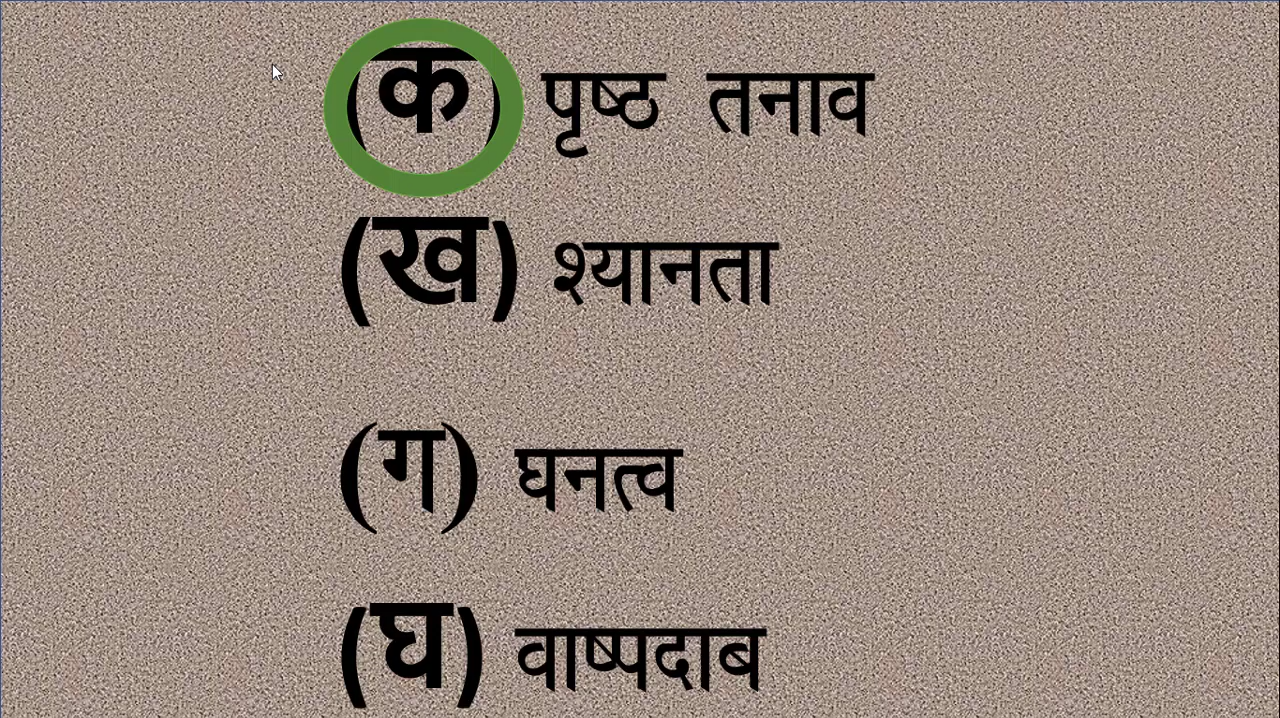 (क) पृष्ठ तनाव
(ख) श्यानता
(ग) घनत्व
(घ) वाष्पदाब